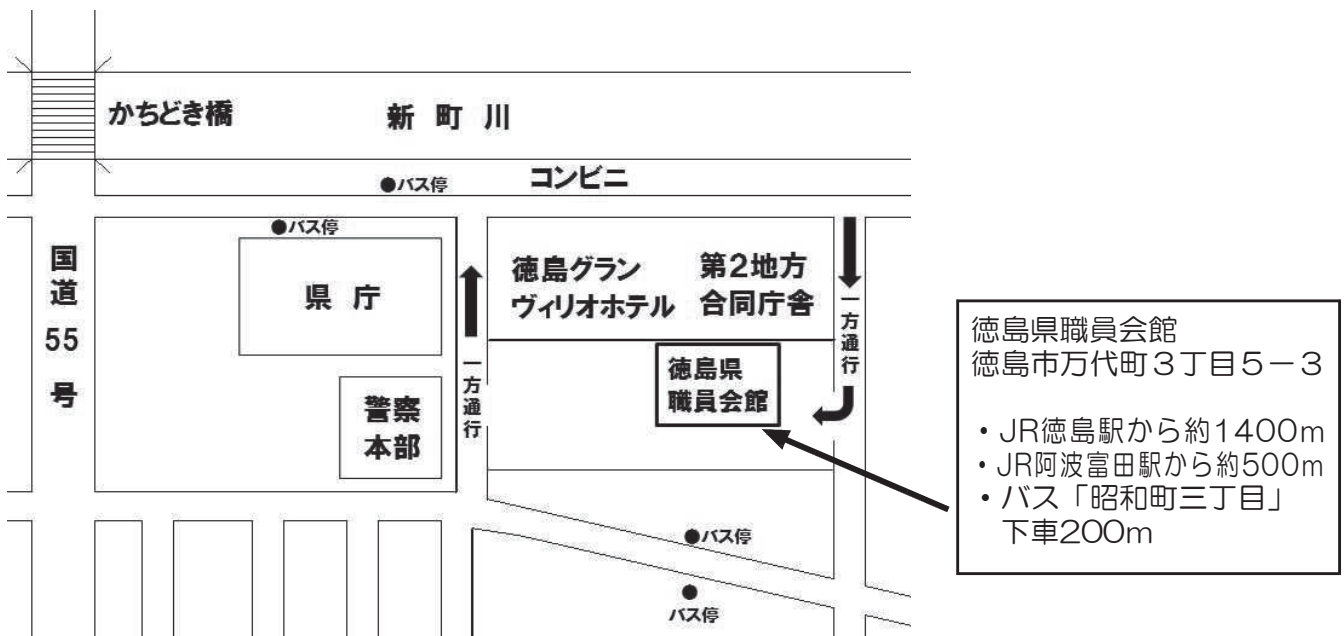 かちどき橋
新町川
●バス停
コンビニ
●バス停
国道55号
県庁
徳島グラン
ヴィリオホテル
第2地方
合同庁舎
一方通行
一方通行
警察
本部
徳島県
職員会館
●バス停
●
バス停
徳島県職員会館
徳島市万代町３丁目５－３
・JR徳島駅から約1400m
・JR阿波富田駅から約500m
・バス「昭和町三丁目」
下車200m